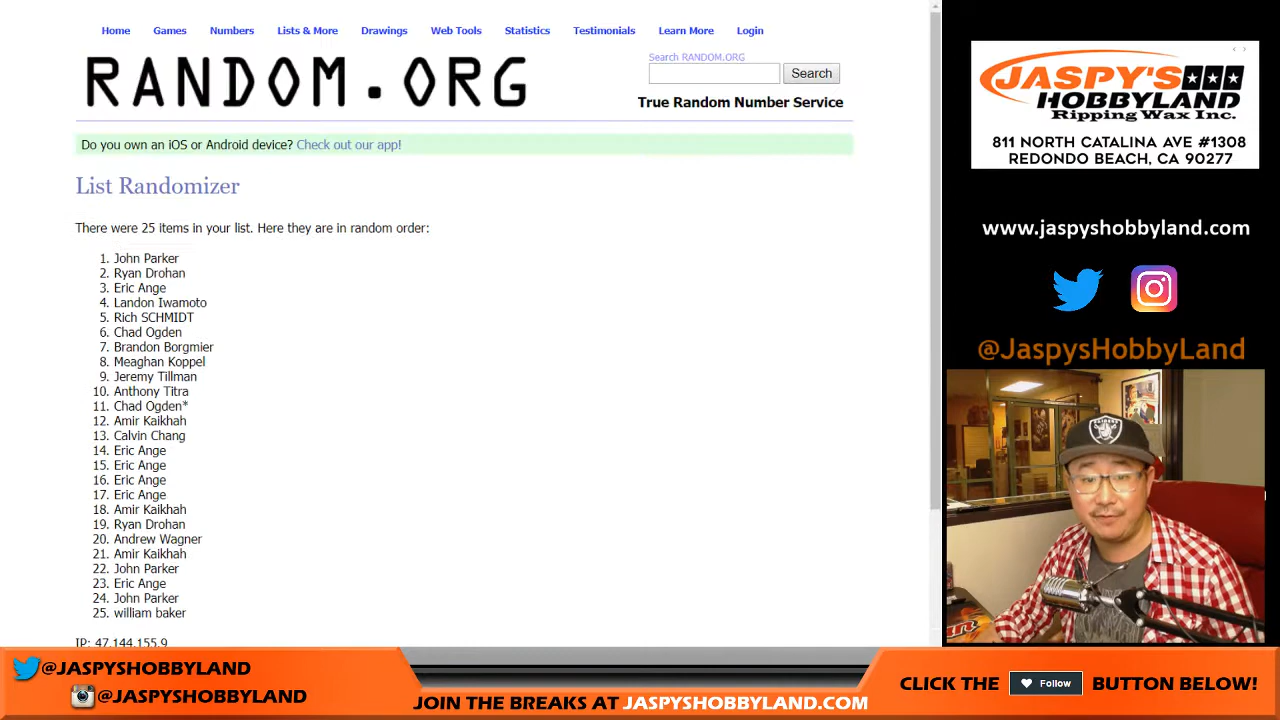 Home Games Numbers Lists & More Drawings Web Tools Statistics Testimonials Learn More Login
RANDOM.ORG
Search RANDOM.ORG
Search
True Random Number Service
Do you own an iOS or Android device? Check out our app!
List Randomizer
There were 25 items in your list. Here they are in random order:
1. John Parker
2. Ryan Drohan
3. Eric Ange
4. Landon Iwamoto
5. Rich SCHMIDT
6. Chad Ogden
7. Brandon Borgmier
8. Meaghan Koppel
9. Jeremy Tillman
10. Anthony Titra
11. Chad Ogden*
12. Amir Kaikhah
13. Calvin Chang
14. Eric Ange
15. Eric Ange
16. Eric Ange
17. Eric Ange
18. Amir Kaikhah
19. Ryan Drohan
20. Andrew Wagner
21. Amir Kaikhah
22. John Parker
23. Eric Ange
24. John Parker
25. william baker
IP: 47.144.155.9
JASPY'S
HOBBYLAND
Ripping Wax Inc.
811 NORTH CATALINA AVE #1308
REDONDO BEACH, CA 90277
www.jaspyshobbyland.com
@JaspysHobbyLand
RAIDERS
@JASPYSHOBBYLAND
@JASPYSHOBBYLAND
JOIN THE BREAKS AT JASPYSHOBBYLAND.COM
CLICK THE Follow BUTTON BELOW!